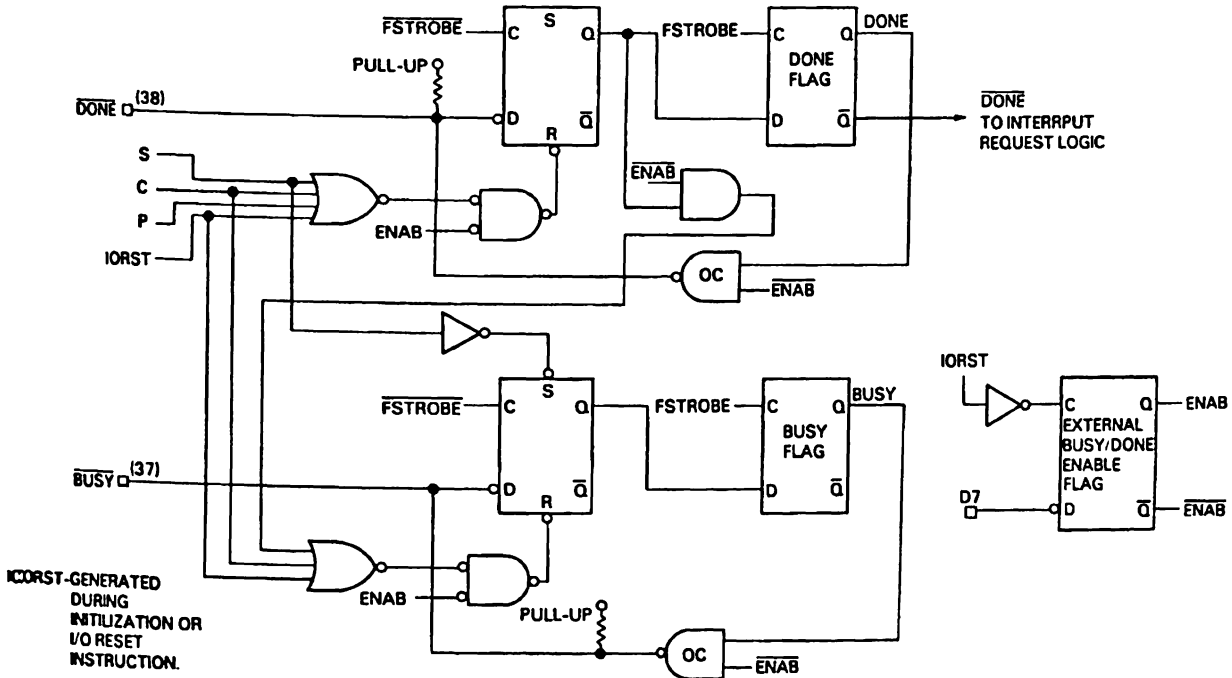 S
FSTROBE
C
Q
FSTROBE
C
Q
DONE
PULL-UP
DONE
FLAG
DONE
(38)
D
Q
D
Q
DONE
TO INTERRPUT
REQUEST LOGIC
R
S
C
P
IORST
ENAB
ENAB
OC
ENAB
S
FSTROBE
C
Q
FSTROBE
C
Q
BUSY
BUSY
FLAG
IORST
C
Q
ENAB
EXTERNAL
BUSY/DONE
ENABLE
FLAG
BUSY
(37)
D
Q
D
Q
D7
D
Q
ENAB
R
ICORST-GENERATED
DURING
INITILIZATION OR
I/O RESET
INSTRUCTION.
ENAB
PULL-UP
OC
ENAB